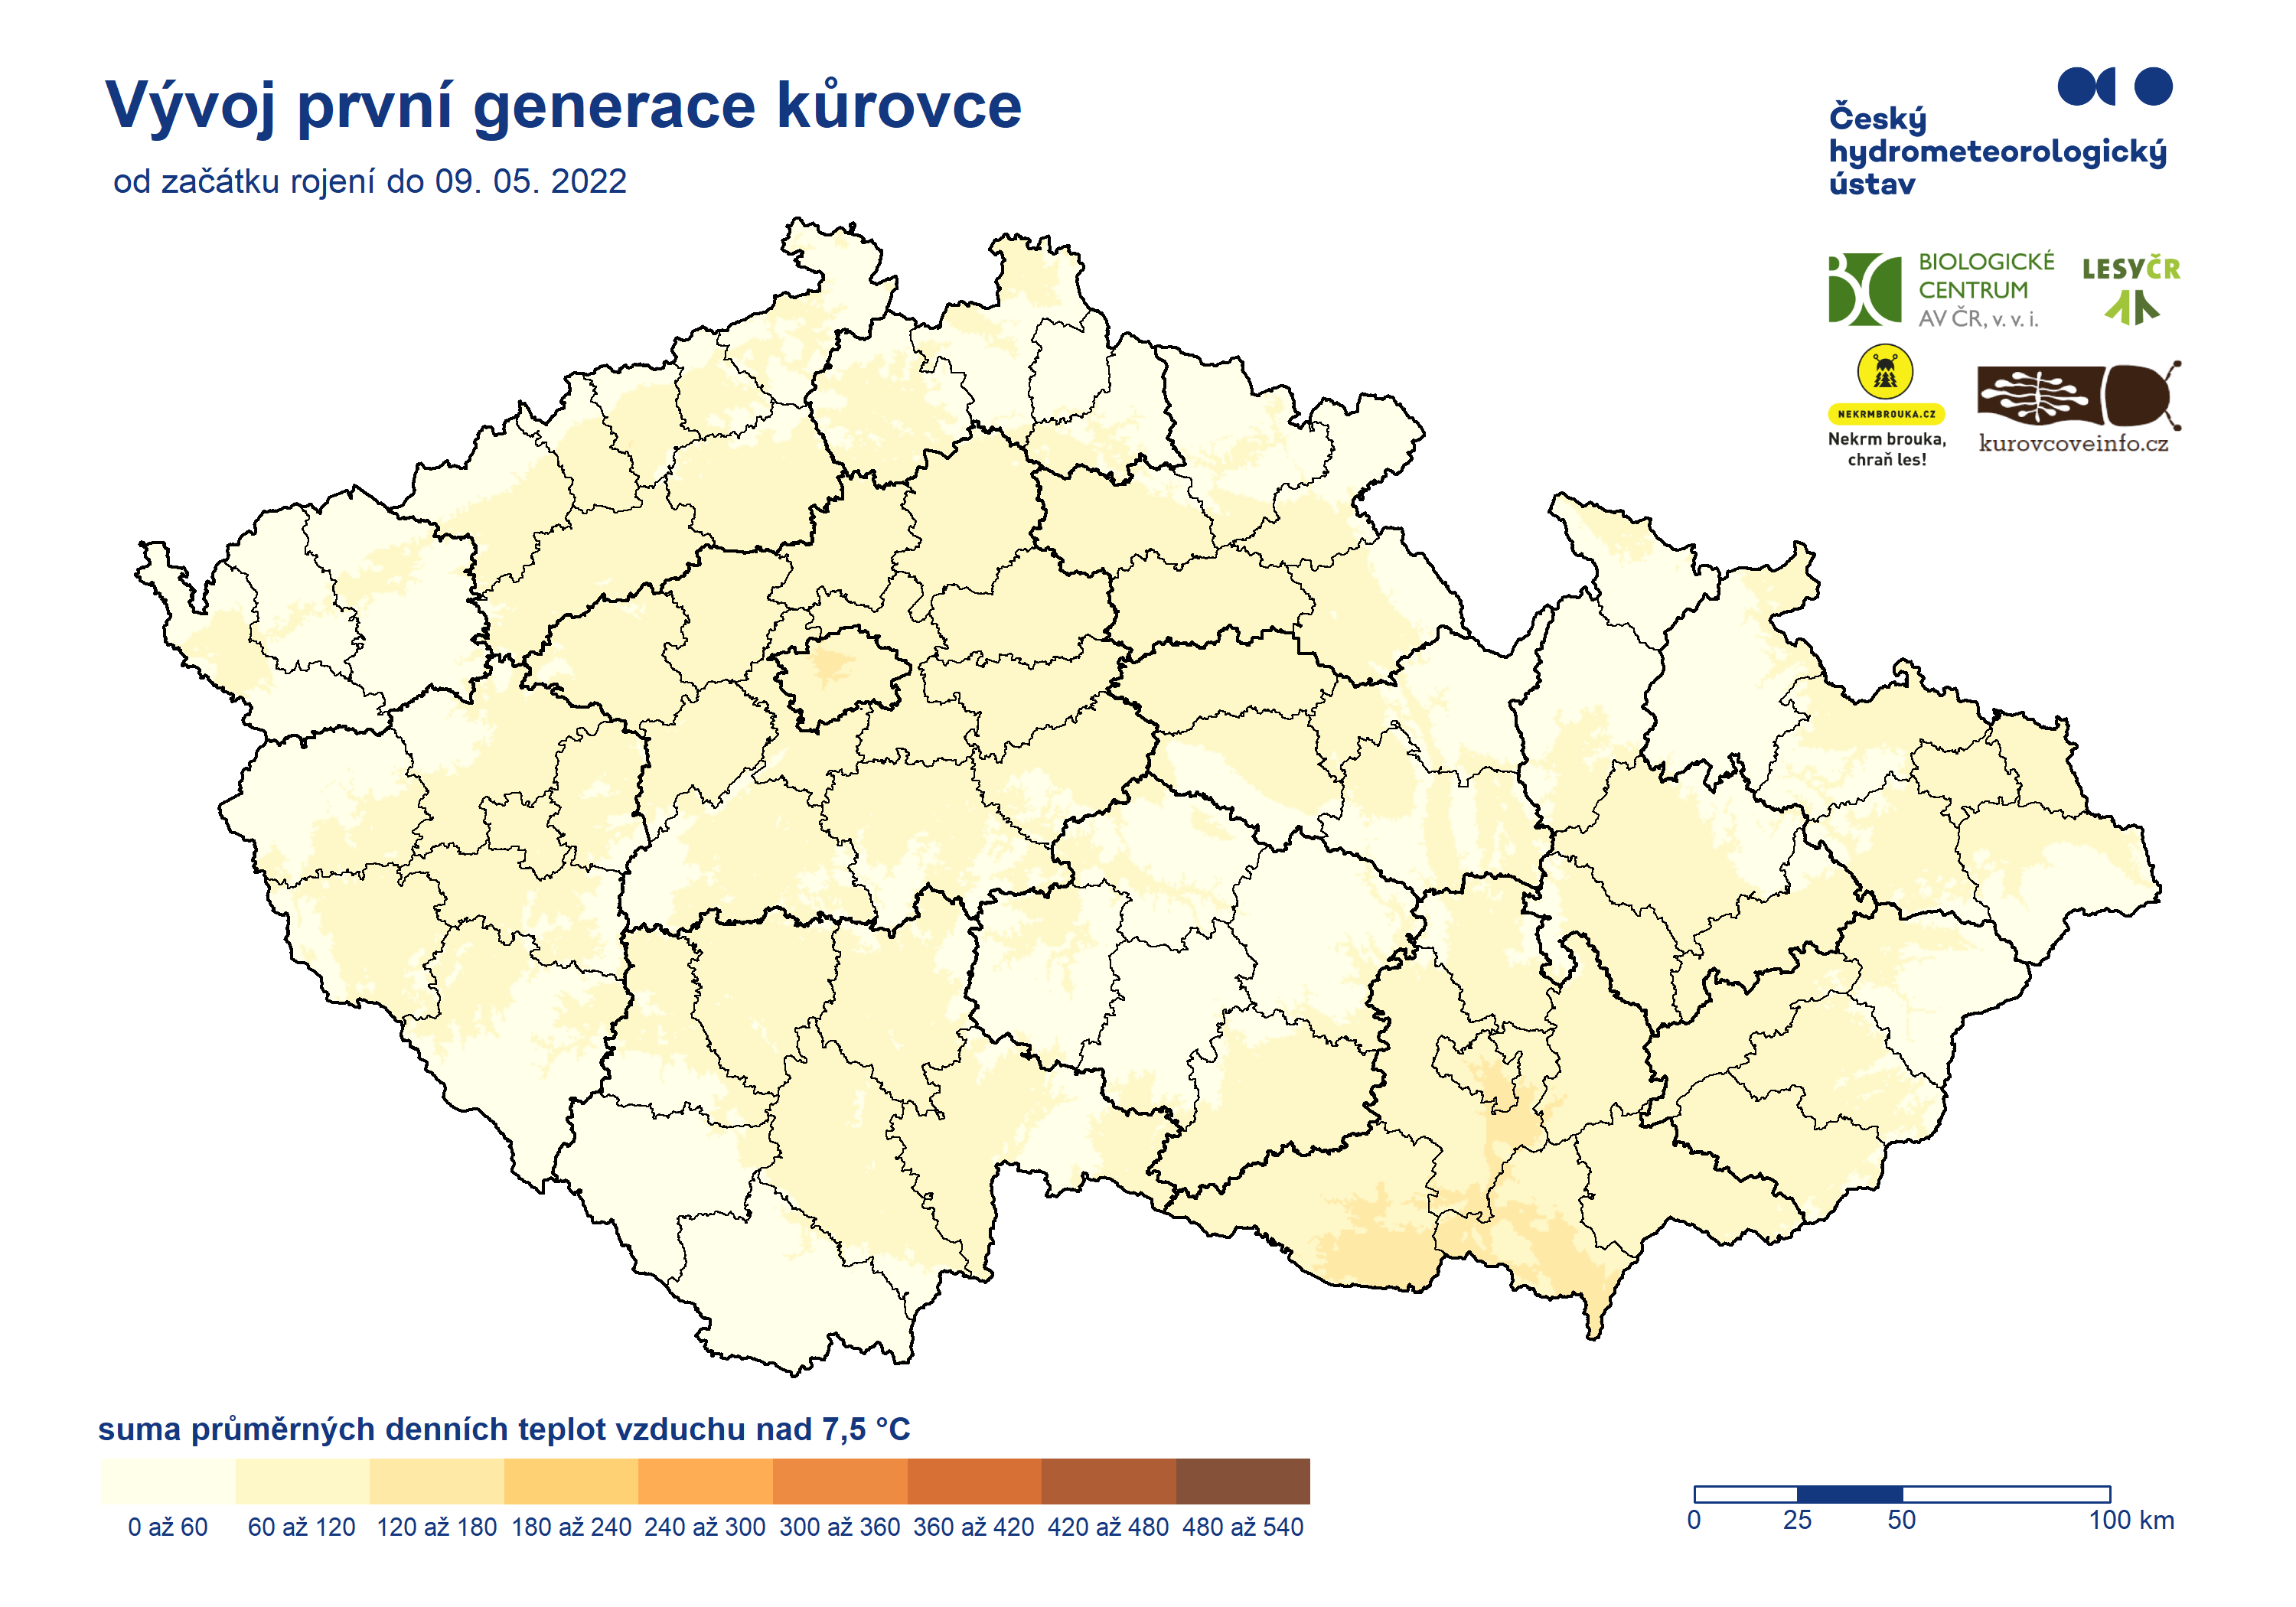 Vývoj první generace kůrovce
od začátku rojení do 09. 05. 2022
Český
hydrometeorologický
ústav
BIOLOGICKÉ
CENTRUM
AV ČR, v. v. i.
LESYČR
NEKRMBROUKA.CZ
Nekrm brouka,
chraň les!
kurovcoveinfo.cz
suma průměrných denních teplot vzduchu nad 7,5 °C
0 až 60 60 až 120 120 až 180 180 až 240 240 až 300 300 až 360 360 až 420 420 až 480 480 až 540
0 25 50 100 km